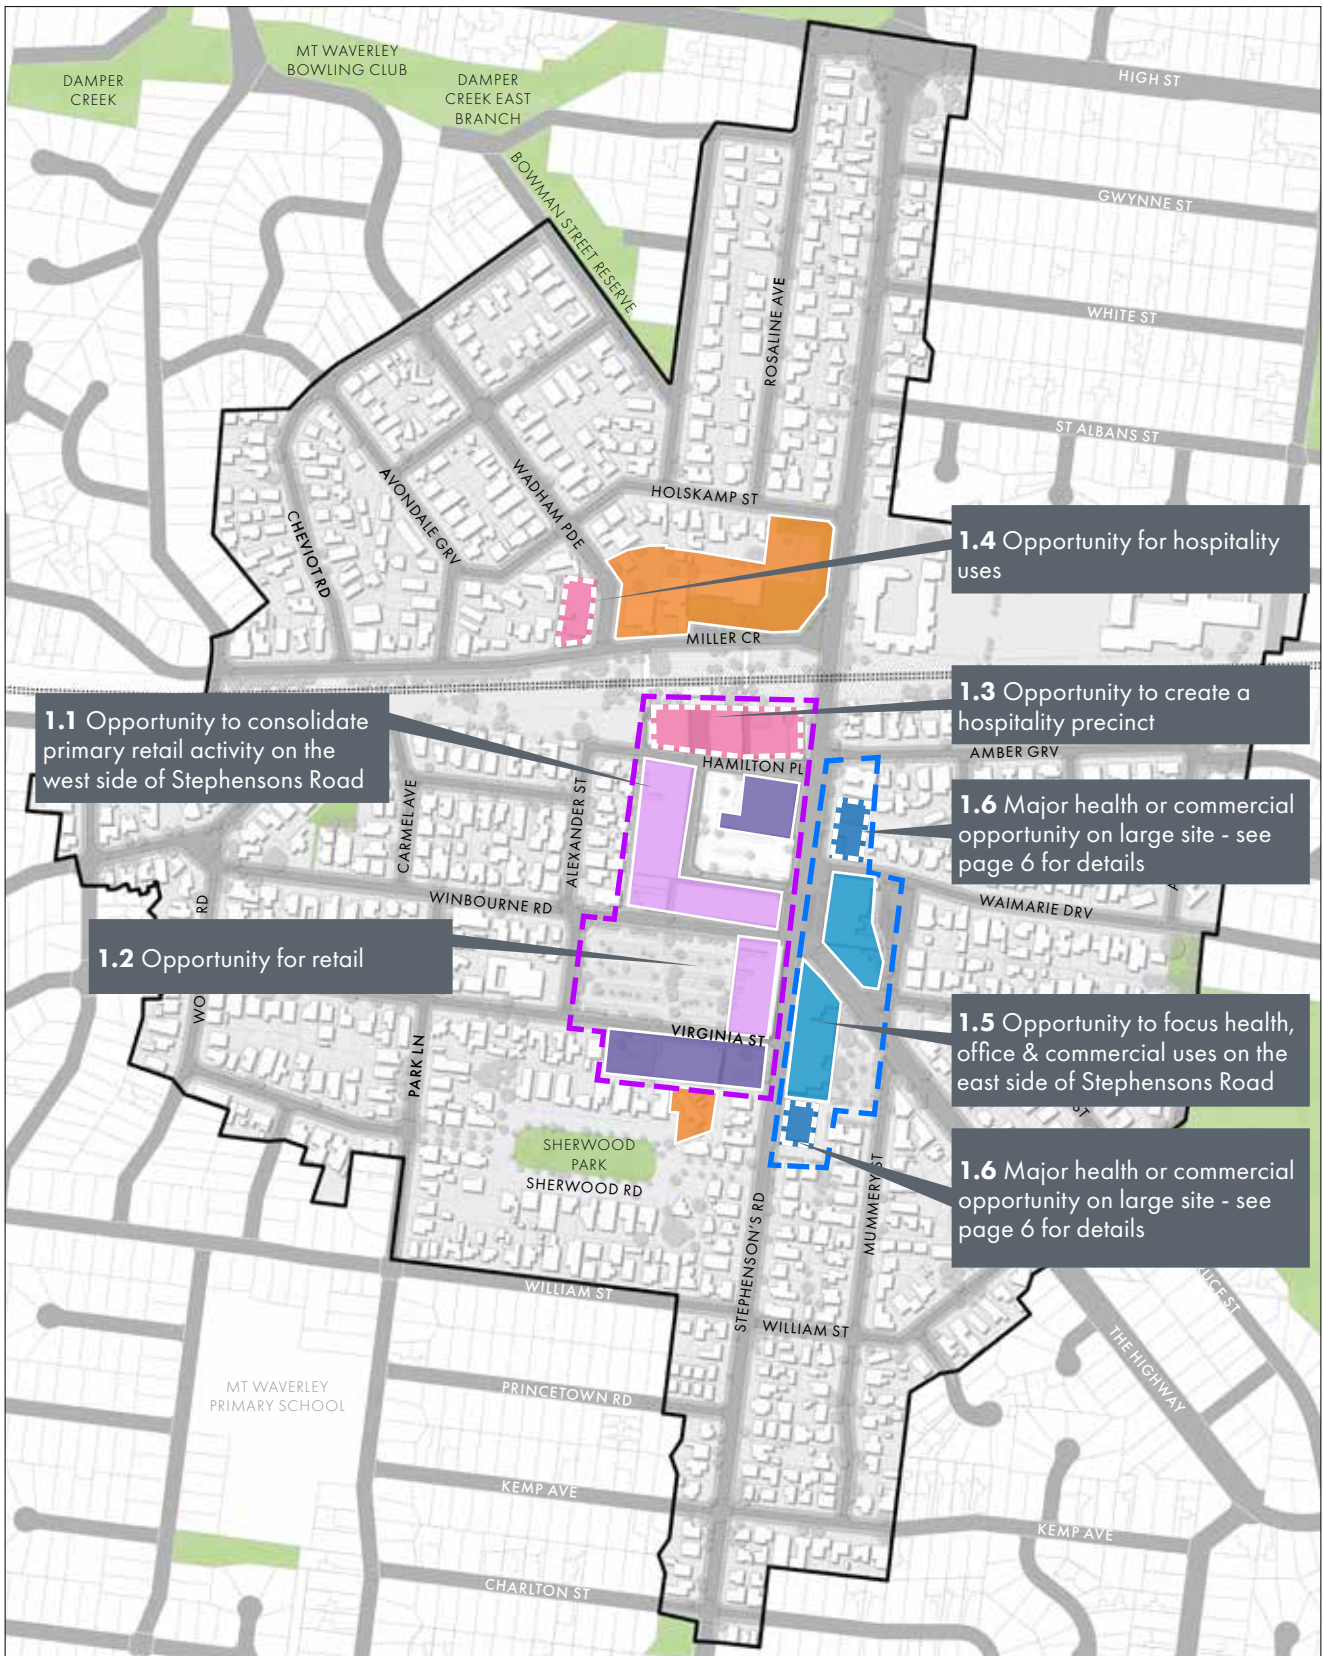 MT WAVERLEY
BOWLING CLUB
DAMPER
CREEK
DAMPER
CREEK EAST
BRANCH
HIGH ST
BOWMAN STREET RESERVE
GWYNNE ST
ROSALINE AVE
WHITE ST
ST ALBANS ST
AVONDALE GRV
WADHAM PDE
HOLSKAMP ST
CHEVIOT RD
1.4 Opportunity for hospitality
uses
MILLER CR
1.3 Opportunity to create a
hospitality precinct
1.1 Opportunity to consolidate
primary retail activity on the
west side of Stephensons Road
AMBER GRV
HAMILTON PL
CARMEL AVE
ALEXANDER ST
1.6 Major health or commercial
opportunity on large site - see
page 6 for details
WINBOURNE RD
WAIMARIE DRV
RD
WO
1.2 Opportunity for retail
1.5 Opportunity to focus health,
office & commercial uses on the
east side of Stephensons Road
VIRGINIA ST
PARK LN
ST
SHERWOOD
PARK
SHERWOOD RD
1.6 Major health or commercial
opportunity on large site - see
page 6 for details
MUMMERY ST
STEPHENSON'S RD
WILLIAM ST
WILLIAM ST
RUCE ST
THE HIGHWAY
MT WAVERLEY
PRIMARY SCHOOL
PRINCETOWN RD
KEMP AVE
KEMP AVE
CHARLTON ST